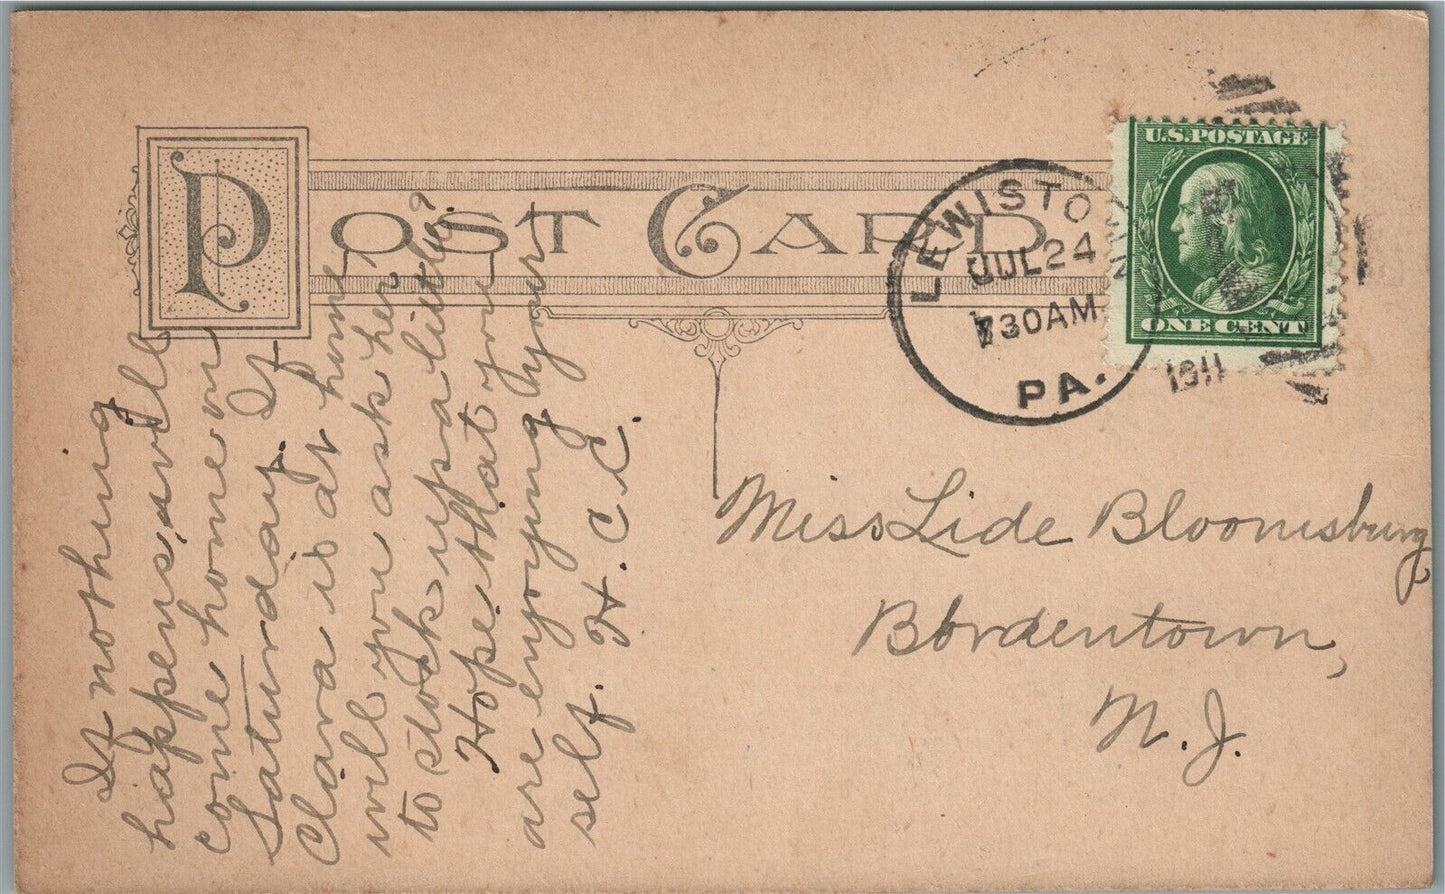 POST CARD
LEWISTOWN
JUL 24
730 AM
1911
PA.
U.S. POSTAGE
ONE CENT
Miss Lide Bloomsburg
Bordentown,
N. J.
If nothing
happens, will
come home on
Saturday. If
Clara is at home
will you ask her
to stock up a little?
Hope that you
are enjoying your
self. H. C. C.